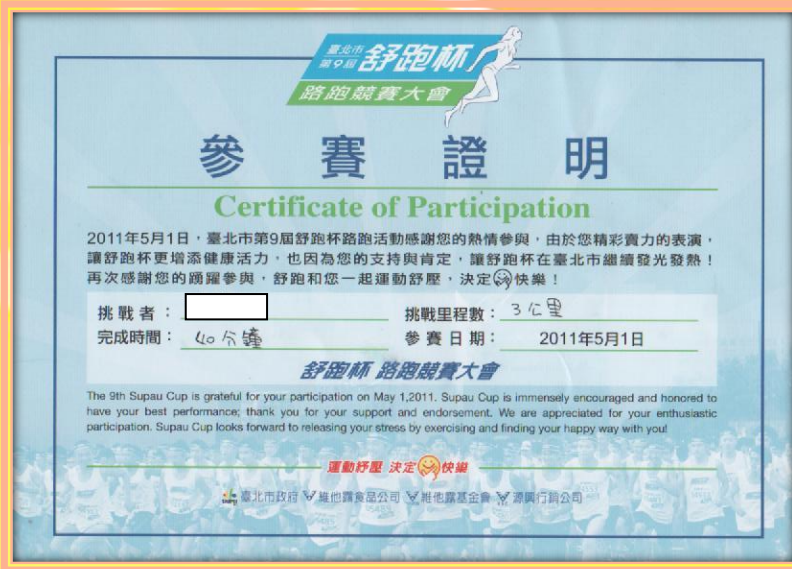 臺北市
第9屆 舒跑杯
路跑競賽大會
參賽證明
Certificate of Participation
2011年5月1日，臺北市第9屆舒跑杯路跑活動感謝您的熱情參與，由於您精彩賣力的表演，
讓舒跑杯更增添健康活力，也因為您的支持與肯定，讓舒跑杯在臺北市繼續發光發熱！
再次感謝您的踴躍參與，舒跑和您一起運動舒壓，決定快樂！
挑戰者： 挑戰里程數：3公里
完成時間：40分鐘 參賽日期：2011年5月1日
舒跑杯 路跑競賽大會
The 9th Supau Cup is grateful for your participation on May 1,2011. Supau Cup is immensely encouraged and honored to
have your best performance; thank you for your support and endorsement. We are appreciated for your enthusiastic
participation. Supau Cup looks forward to releasing your stress by exercising and finding your happy way with you!
運動紓壓 決定快樂
臺北市政府 維他露食品公司 維他露基金會 源興行銷公司